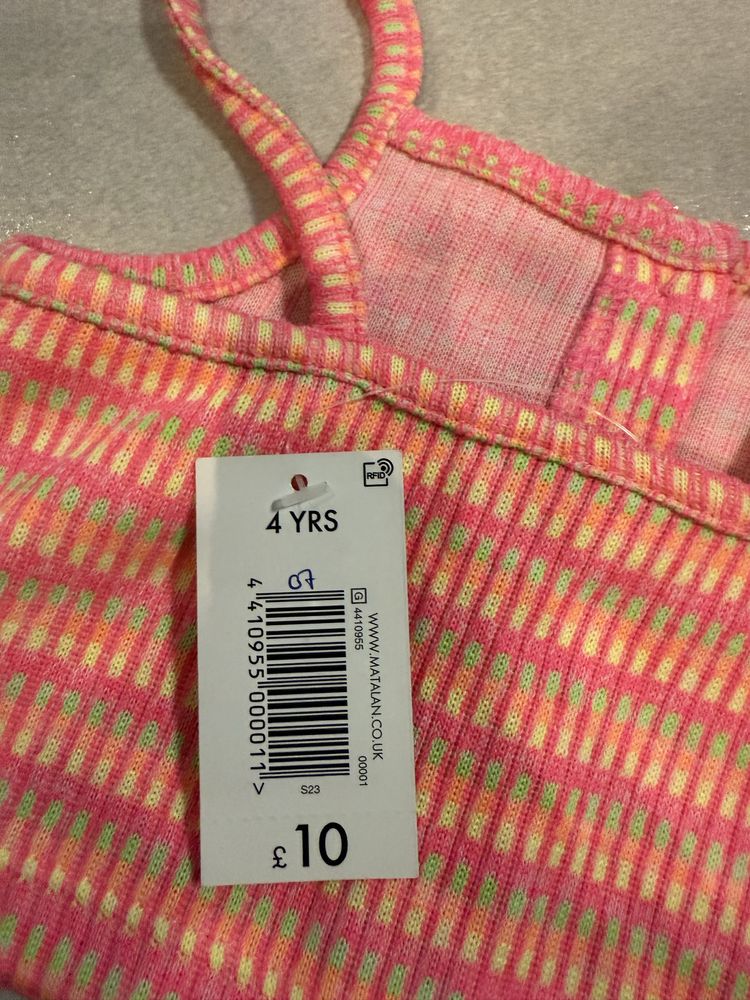 RFID
4 YRS
07
4 410955 000011 >
G 4410955
WWW.MATALAN.CO.UK
00001
S23
£10